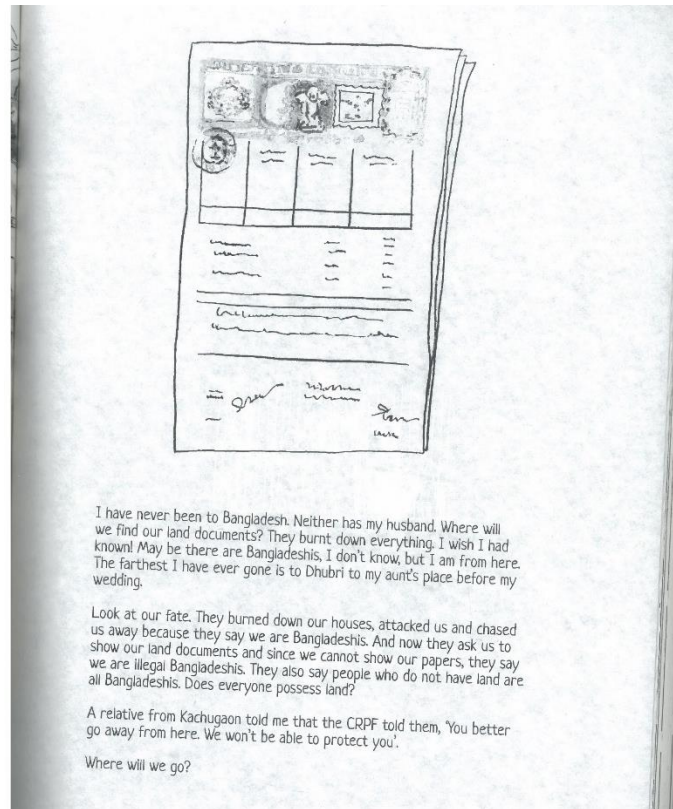 I have never been to Bangladesh. Neither has my husband. Where will
we find our land documents? They burnt down everything. I wish I had
known! May be there are Bangladeshis, I don't know, but I am from here.
The farthest I have ever gone is to Dhubri to my aunt's place before my
wedding.
Look at our fate. They burned down our houses, attacked us and chased
us away because they say we are Bangladeshis. And now they ask us to
show our land documents and since we cannot show our papers, they say
we are illegal Bangladeshis. They also say people who do not have land are
all Bangladeshis. Does everyone possess land?
A relative from Kachugaon told me that the CRPF told them, 'You better
go away from here. We won't be able to protect you'.
Where will we go?